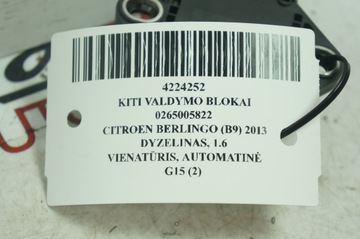 4224252
KITI VALDYMO BLOKAI
0265005822
CITROEN BERLINGO (B9) 2013
DYZELINAS, 1.6
VIENATŪRIS, AUTOMATINĖ
G15 (2)